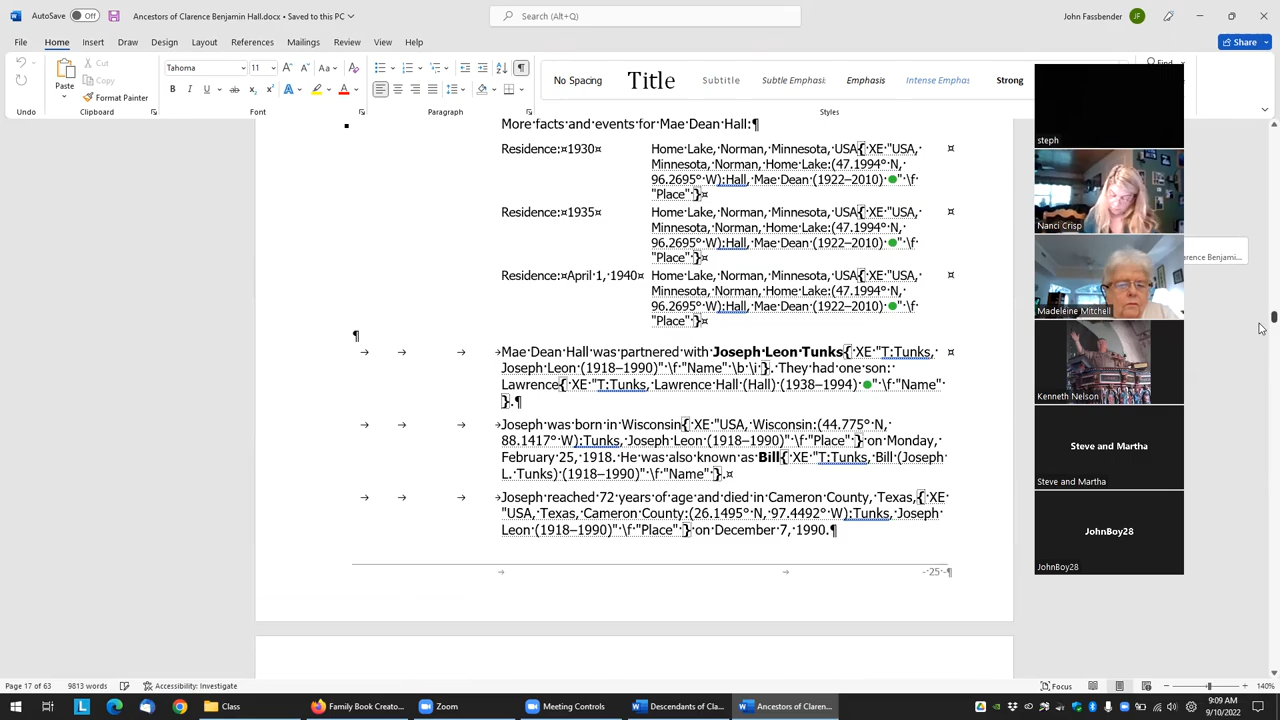 AutoSave Off Ancestors of Clarence Benjamin Hall.docx • Saved to this PC Search (Alt+Q) John Fassbender JF
File Home Insert Draw Design Layout References Mailings Review View Help Share
Paste Cut Copy Format Painter
Tahoma 11
No Spacing Title Subtitle Subtle Emphasi: Emphasis Intense Emphas Strong Find
Undo Clipboard Font Paragraph Styles
More·facts·and·events·for·Mae·Dean·Hall:¶
Residence:¤1930¤ Home·Lake,·Norman,·Minnesota,·USA{·XE·"USA,·
Minnesota,·Norman,·Home·Lake:(47.1994°·N,·
96.2695°·W);Hall,·Mae·Dean·(1922–2010)·●"·\f·
"Place"·}¤
Residence:¤1935¤ Home·Lake,·Norman,·Minnesota,·USA{·XE·"USA,·
Minnesota,·Norman,·Home·Lake:(47.1994°·N,·
96.2695°·W);Hall,·Mae·Dean·(1922–2010)·●"·\f·
"Place"·}¤
Residence:¤April·1,·1940¤ Home·Lake,·Norman,·Minnesota,·USA{·XE·"USA,·
Minnesota,·Norman,·Home·Lake:(47.1994°·N,·
96.2695°·W);Hall,·Mae·Dean·(1922–2010)·●"·\f·
"Place"·}¤
¶
Mae·Dean·Hall·was·partnered·with·Joseph·Leon·Tunks{·XE·"T:Tunks,·
Joseph·Leon·(1918–1990)"·\f·"Name"·\b·\i·}.·They·had·one·son:·
Lawrence{·XE·"T:Tunks,·Lawrence·Hall·(Hall)·(1938–1990)·●"·\f·"Name"·
}.¶
Joseph·was·born·in·Wisconsin{·XE·"USA,·Wisconsin:(44.775°·N,·
88.1417°·W);Tunks,·Joseph·Leon·(1918–1990)"·\f·"Place"·}·on·Monday,·
February·25,·1918.·He·was·also·known·as·Bill{·XE·"T:Tunks,·Bill·(Joseph·
L.·Tunks)·(1918–1990)"·\f·"Name"·}.¤
Joseph·reached·72·years·of·age·and·died·in·Cameron·County,·Texas,{·XE·
"USA,·Texas,·Cameron·County:(26.1495°·N,·97.4492°·W);Tunks,·Joseph·
Leon·(1918–1990)"·\f·"Place"·}·on·December·7,·1990.¶
-·25·-¶
steph
Nanci Crisp
arence Benjami...
Madeleine Mitchell
Kenneth Nelson
Steve and Martha
Steve and Martha
JohnBoy28
JohnBoy28
Page 17 of 63 9813 words Accessibility: Investigate Focus 140%
Class Family Book Creato... Zoom Meeting Controls Descendants of Cla... Ancestors of Claren... 9:09 AM
9/10/2022